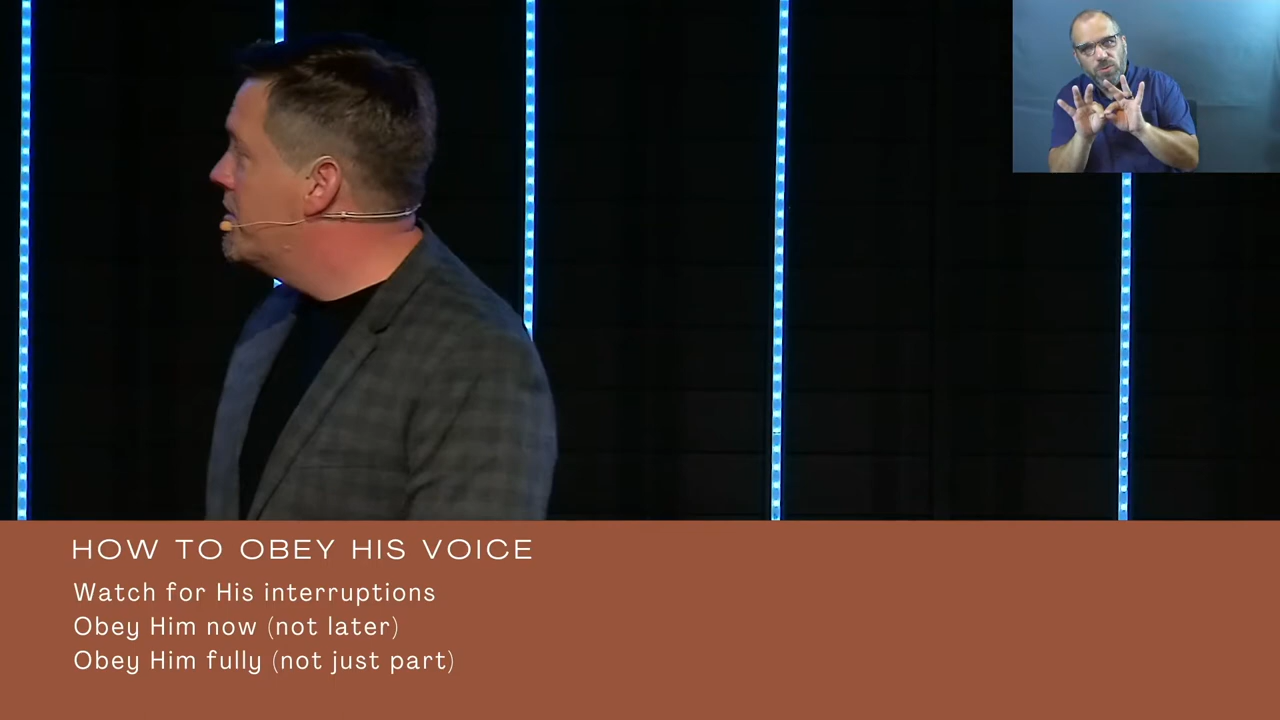 HOW TO OBEY HIS VOICE
Watch for His interruptions
Obey Him now (not later)
Obey Him fully (not just part)